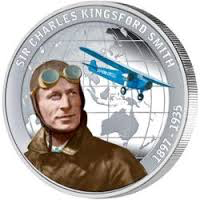 SIR CHARLES KINGSFORD SMITH
1897 - 1935